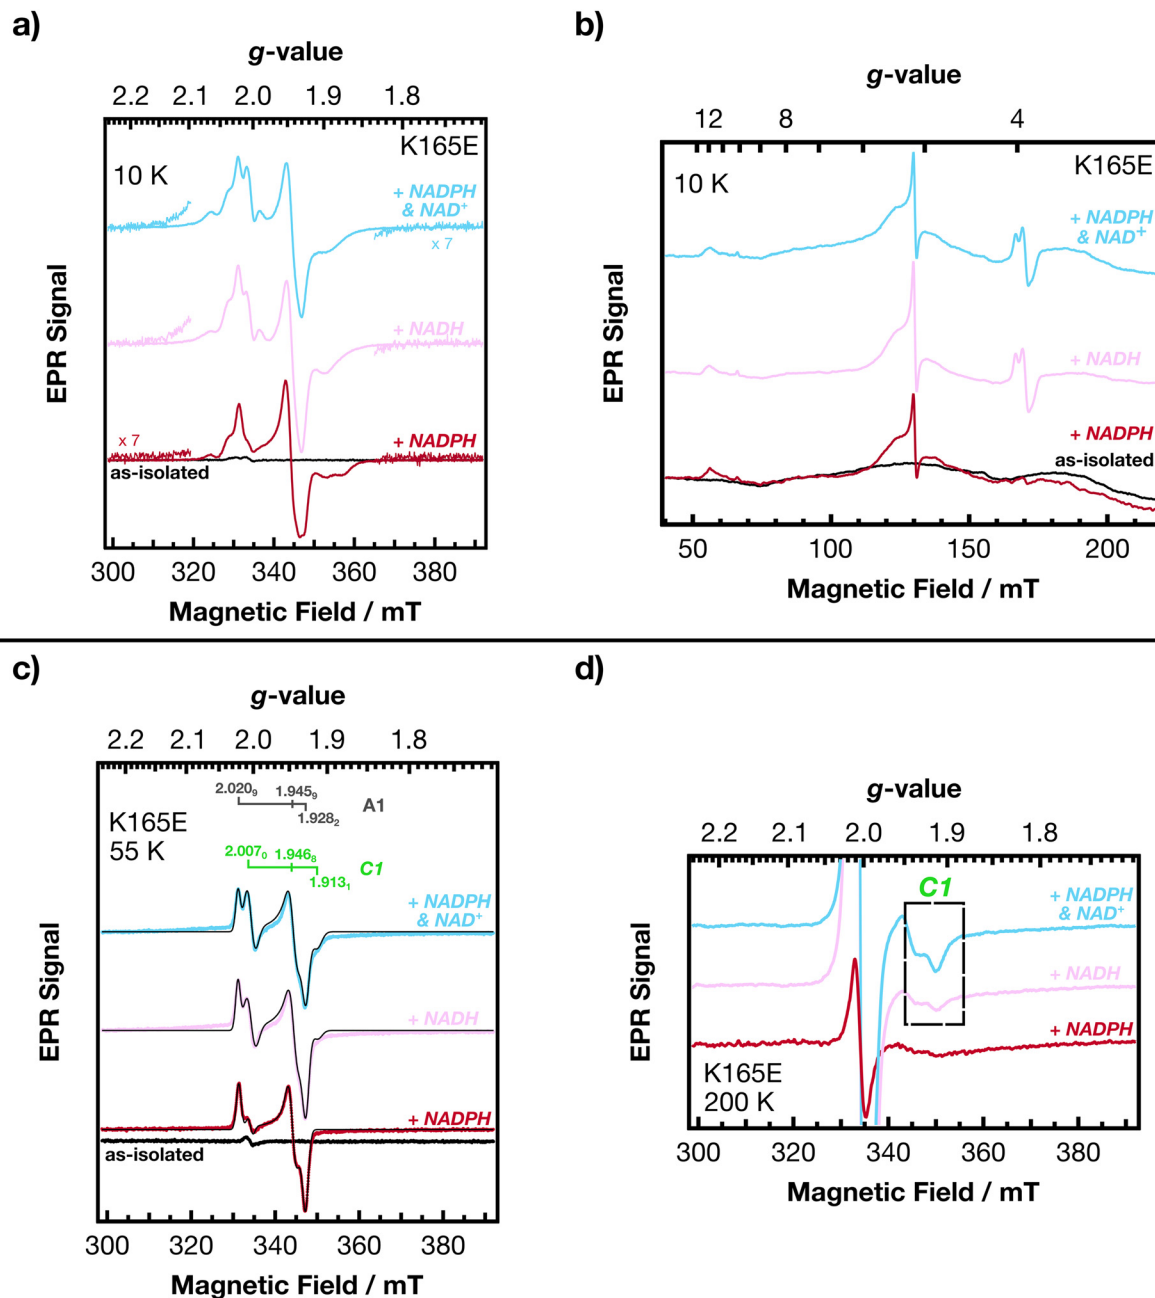 a)
g-value
2.2 2.1 2.0 1.9 1.8
K165E
10 K
+ NADPH
& NAD⁺
x 7
+ NADH
x 7
+ NADPH
as-isolated
EPR Signal
300 320 340 360 380
Magnetic Field / mT
b)
g-value
12 8 4
K165E
10 K
+ NADPH
& NAD⁺
+ NADH
+ NADPH
as-isolated
EPR Signal
50 100 150 200
Magnetic Field / mT
c)
g-value
2.2 2.1 2.0 1.9 1.8
2.020₉ 1.945₉ A1
1.928₂
K165E
55 K
2.007₀ 1.946₈ C1
1.913₁
+ NADPH
& NAD⁺
+ NADH
+ NADPH
as-isolated
EPR Signal
300 320 340 360 380
Magnetic Field / mT
d)
g-value
2.2 2.1 2.0 1.9 1.8
C1
+ NADPH
& NAD⁺
+ NADH
+ NADPH
K165E
200 K
EPR Signal
300 320 340 360 380
Magnetic Field / mT